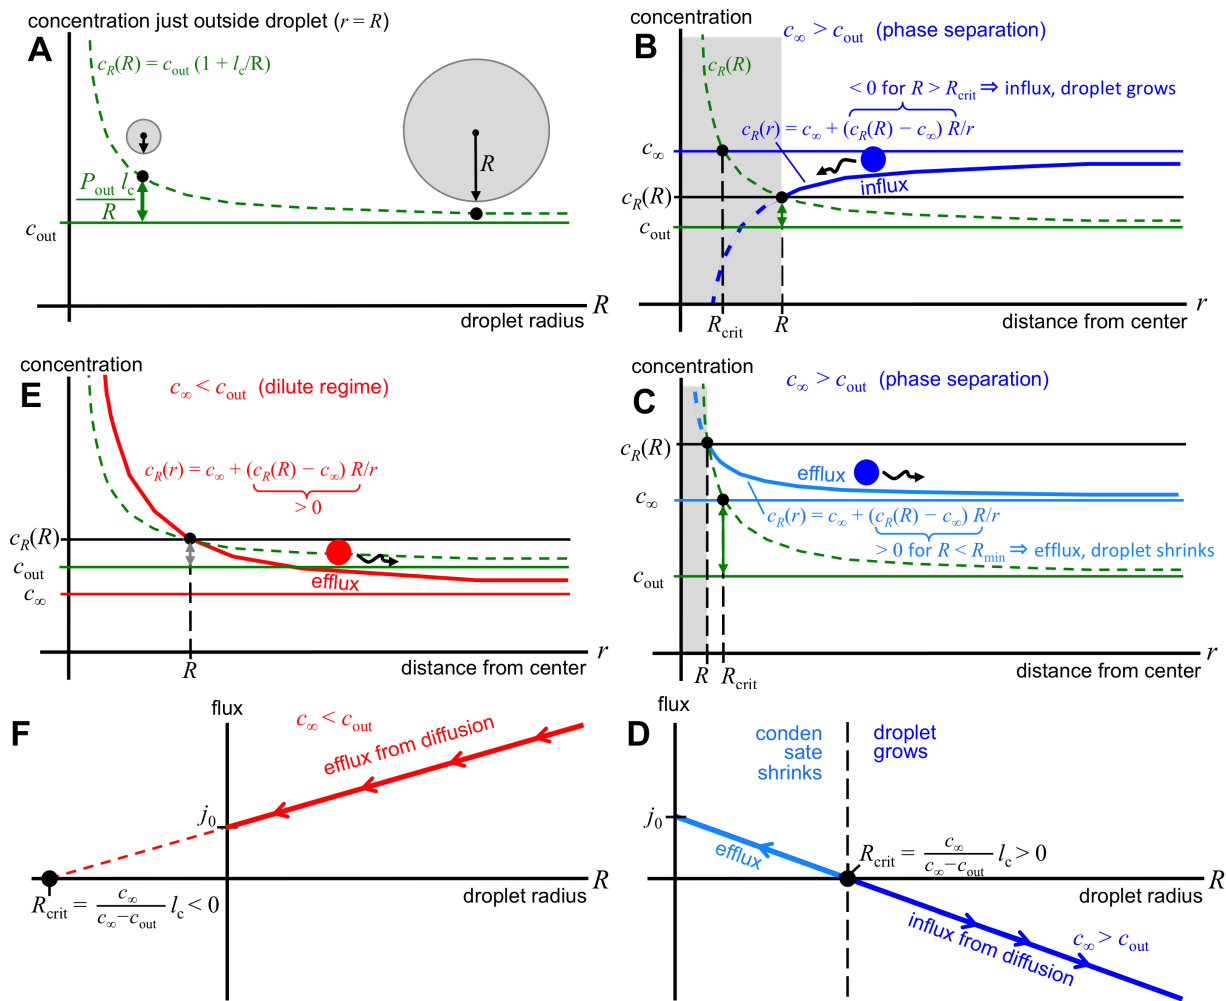 concentration just outside droplet (r = R)
A
c_R(R) = c_out (1 + l_c/R)
R
P_out l_c
R
c_out
R
droplet radius
concentration
B
c_∞ > c_out (phase separation)
c_R(R)
< 0 for R > R_crit ⇒ influx, droplet grows
c_R(r) = c_∞ + (c_R(R) − c_∞) R/r
c_∞
influx
c_R(R)
c_out
R_crit
R
r
distance from center
concentration
E
c_∞ < c_out (dilute regime)
c_R(r) = c_∞ + (c_R(R) − c_∞) R/r
> 0
c_R(R)
c_out
c_∞
efflux
R
distance from center
r
concentration
C
c_∞ > c_out (phase separation)
c_R(R)
efflux
c_∞
c_R(r) = c_∞ + (c_R(R) − c_∞) R/r
> 0 for R < R_min ⇒ efflux, droplet shrinks
c_out
R
R_crit
distance from center
r
F
flux
c_∞ < c_out
efflux from diffusion
j_0
R
droplet radius
R_crit = c_∞/(c_∞−c_out) l_c < 0
flux
D
conden
sate
shrinks
droplet
grows
j_0
efflux
R_crit = c_∞/(c_∞−c_out) l_c > 0
R
droplet radius
influx from diffusion
c_∞ > c_out